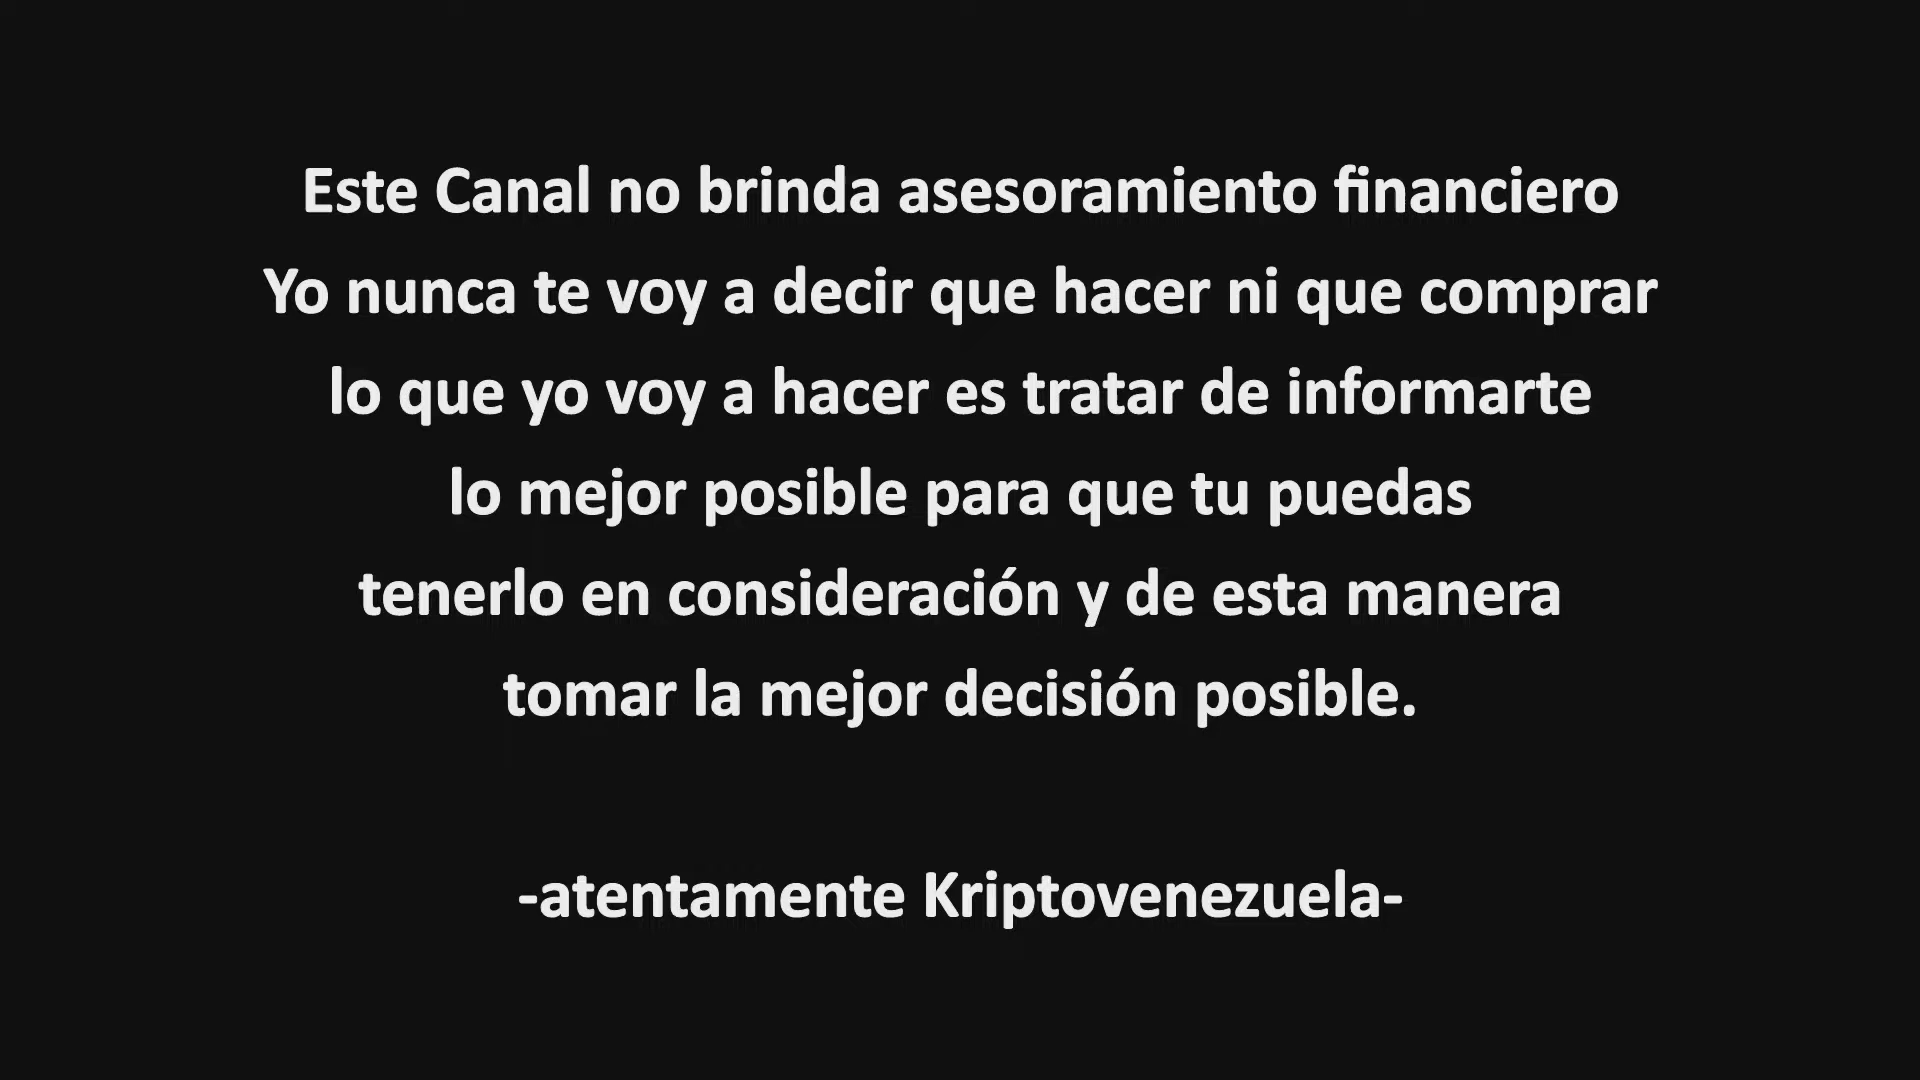 Este Canal no brinda asesoramiento financiero
Yo nunca te voy a decir que hacer ni que comprar
lo que yo voy a hacer es tratar de informarte
lo mejor posible para que tu puedas
tenerlo en consideración y de esta manera
tomar la mejor decisión posible.
-atentamente Kriptovenezuela-